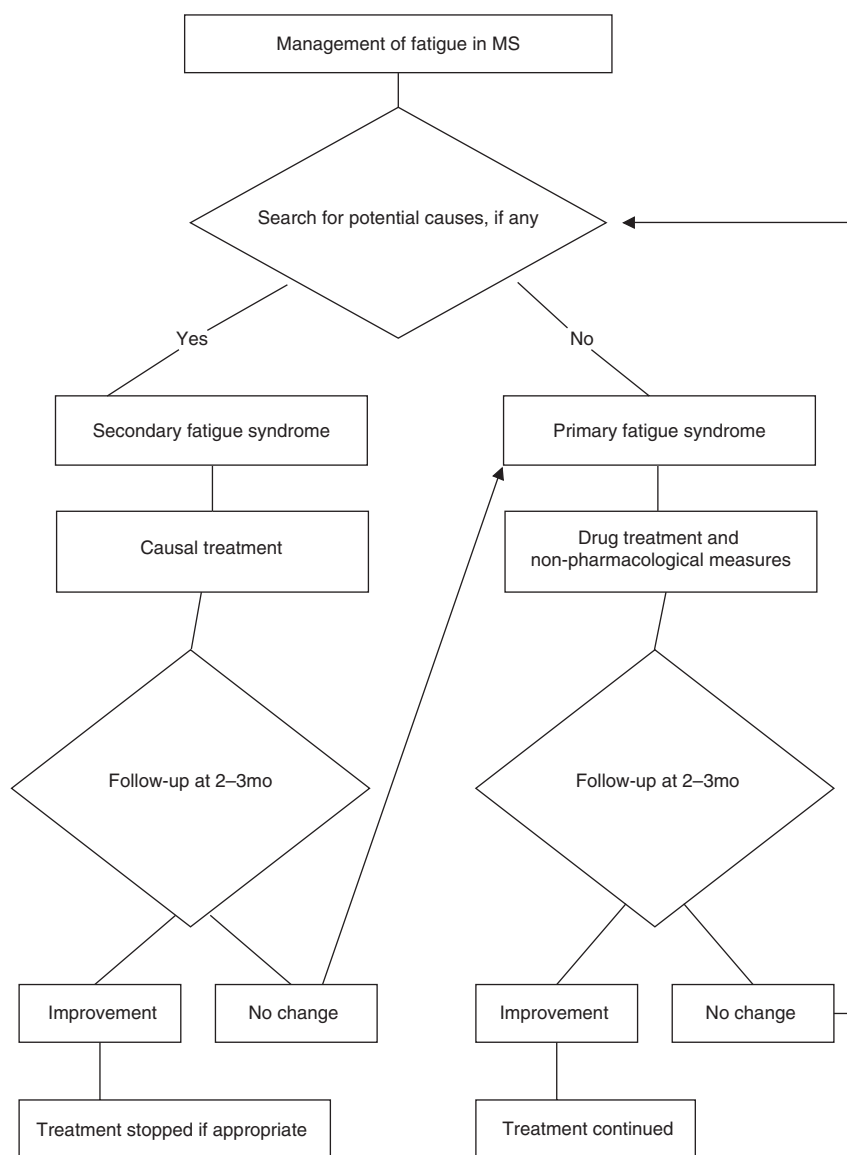 Management of fatigue in MS
Search for potential causes, if any
Yes
No
Secondary fatigue syndrome
Primary fatigue syndrome
Causal treatment
Drug treatment and
non-pharmacological measures
Follow-up at 2–3mo
Follow-up at 2–3mo
Improvement
No change
Improvement
No change
Treatment stopped if appropriate
Treatment continued